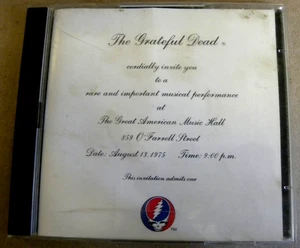 The Grateful Dead
cordially invite you
to a
rare and important musical performance
at
The Great American Music Hall
859 O'Farrell Street
Date: August 13, 1975 Time: 9:00 p.m.
This invitation admits one
TM